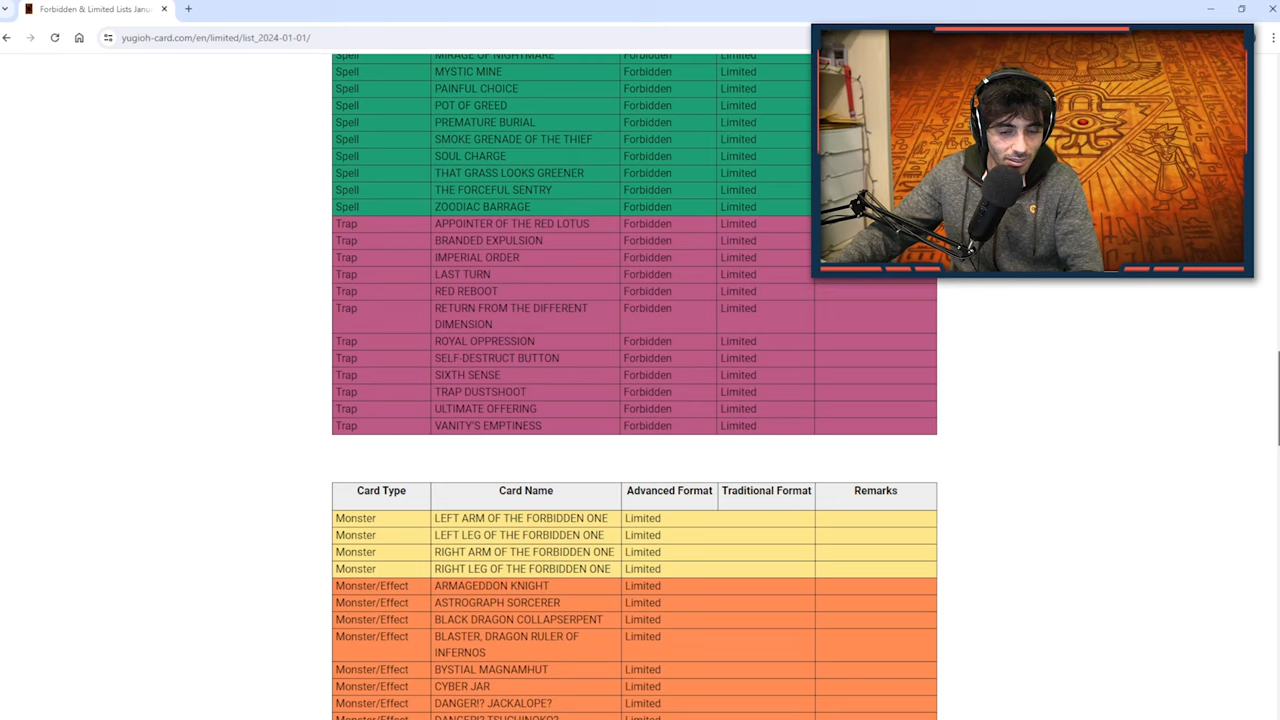 Forbidden & Limited Lists Janu
yugioh-card.com/en/limited/list_2024-01-01/
Spell MIRAGE OF NIGHTMARE Forbidden Limited
Spell MYSTIC MINE Forbidden Limited
Spell PAINFUL CHOICE Forbidden Limited
Spell POT OF GREED Forbidden Limited
Spell PREMATURE BURIAL Forbidden Limited
Spell SMOKE GRENADE OF THE THIEF Forbidden Limited
Spell SOUL CHARGE Forbidden Limited
Spell THAT GRASS LOOKS GREENER Forbidden Limited
Spell THE FORCEFUL SENTRY Forbidden Limited
Spell ZOODIAC BARRAGE Forbidden Limited
Trap APPOINTER OF THE RED LOTUS Forbidden Limited
Trap BRANDED EXPULSION Forbidden Limited
Trap IMPERIAL ORDER Forbidden Limited
Trap LAST TURN Forbidden Limited
Trap RED REBOOT Forbidden Limited
Trap RETURN FROM THE DIFFERENT Forbidden Limited
DIMENSION
Trap ROYAL OPPRESSION Forbidden Limited
Trap SELF-DESTRUCT BUTTON Forbidden Limited
Trap SIXTH SENSE Forbidden Limited
Trap TRAP DUSTSHOOT Forbidden Limited
Trap ULTIMATE OFFERING Forbidden Limited
Trap VANITY'S EMPTINESS Forbidden Limited
Card Type Card Name Advanced Format Traditional Format Remarks
Monster LEFT ARM OF THE FORBIDDEN ONE Limited
Monster LEFT LEG OF THE FORBIDDEN ONE Limited
Monster RIGHT ARM OF THE FORBIDDEN ONE Limited
Monster RIGHT LEG OF THE FORBIDDEN ONE Limited
Monster/Effect ARMAGEDDON KNIGHT Limited
Monster/Effect ASTROGRAPH SORCERER Limited
Monster/Effect BLACK DRAGON COLLAPSERPENT Limited
Monster/Effect BLASTER, DRAGON RULER OF Limited
INFERNOS
Monster/Effect BYSTIAL MAGNAMHUT Limited
Monster/Effect CYBER JAR Limited
Monster/Effect DANGER!? JACKALOPE? Limited
Monster/Effect DANGER!? TSUCHINOKO? Limited